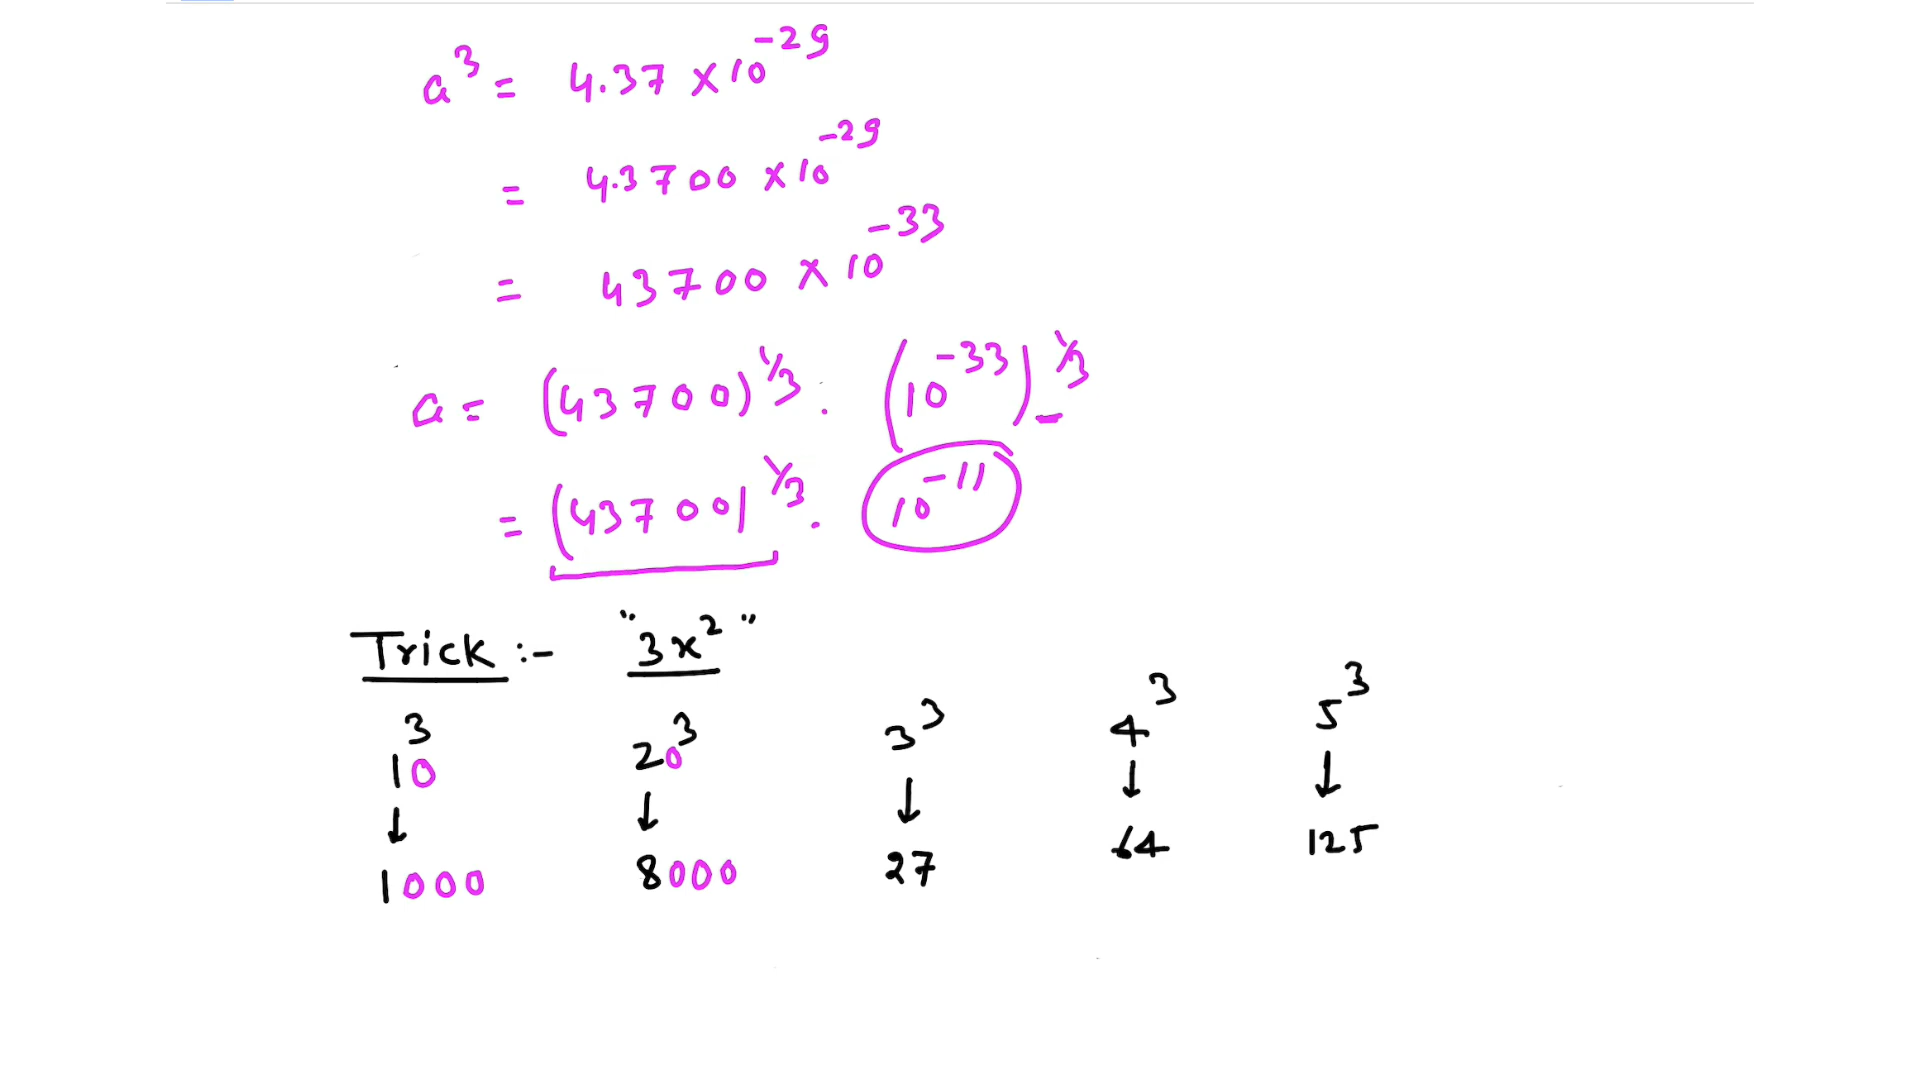 a³ = 4.37 × 10⁻²⁹
= 4.3700 × 10⁻²⁹
= 43700 × 10⁻³³
a = (43700)^1/3 . (10⁻³³)^1/3
= (43700)^1/3 . 10⁻¹¹
Trick :- "3x²"
10³ 20³ 3³ 4³ 5³
↓ ↓ ↓ ↓ ↓
1000 8000 27 64 125